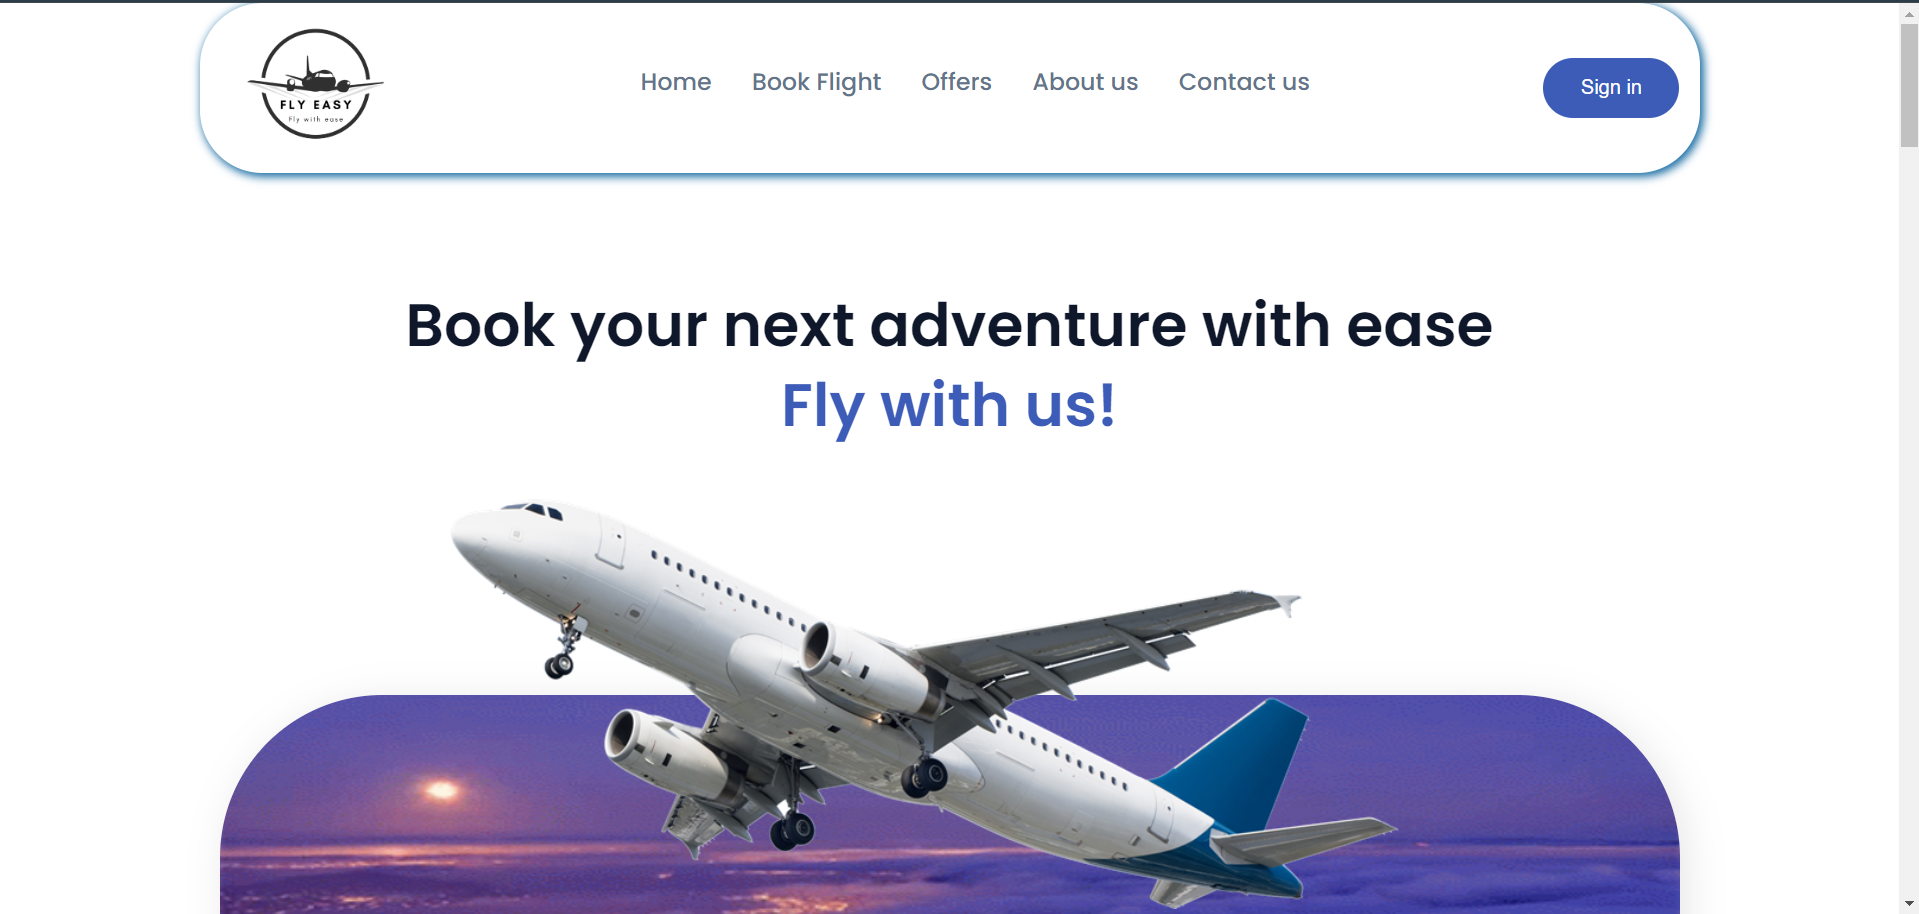 FLY EASY
Fly with ease
Home Book Flight Offers About us Contact us
Sign in
Book your next adventure with ease
Fly with us!